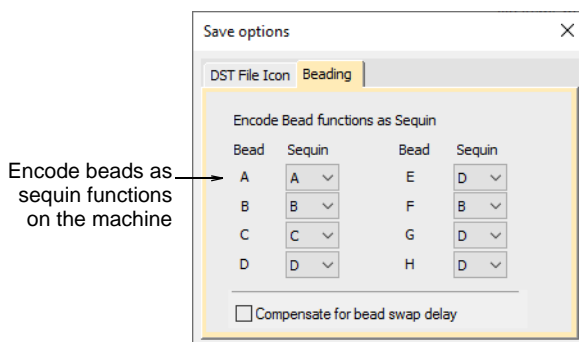 Save options
DST File Icon Beading
Encode Bead functions as Sequin
Bead Sequin Bead Sequin
Encode beads as
sequin functions
on the machine
A A E D
B B F B
C C G D
D D H D
Compensate for bead swap delay